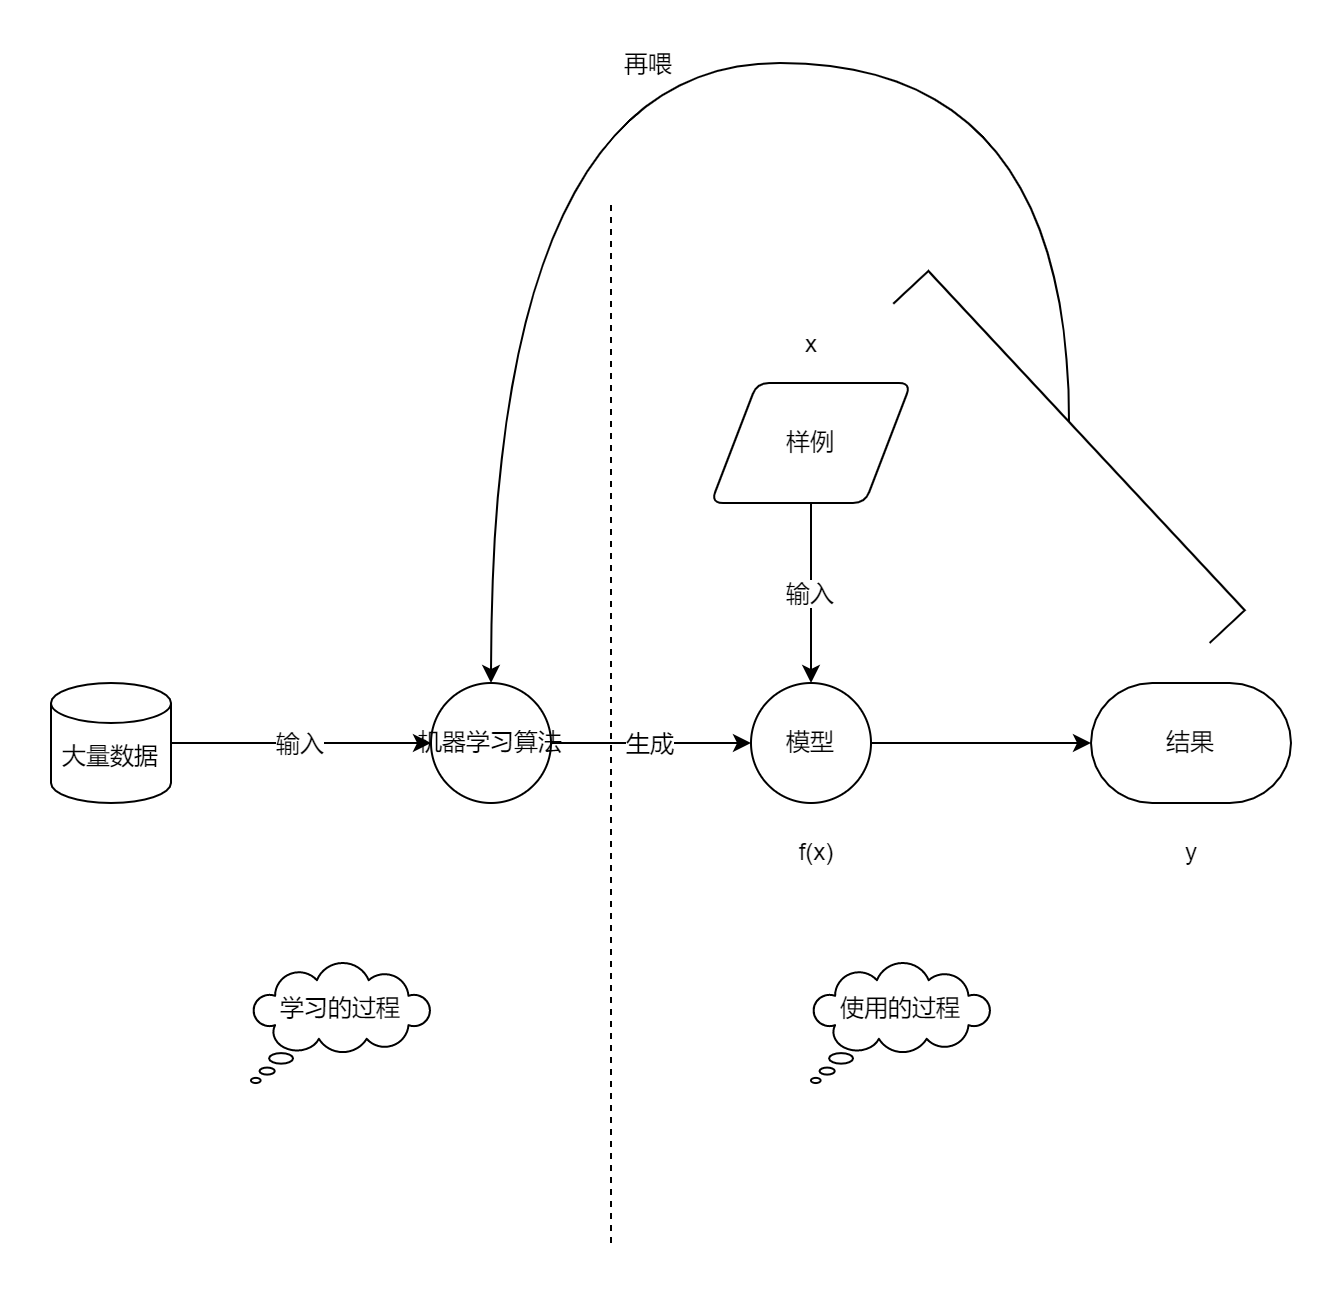 再喂
x
样例
输入
大量数据
输入
机器学习算法
生成
模型
结果
f(x)
y
学习的过程
使用的过程